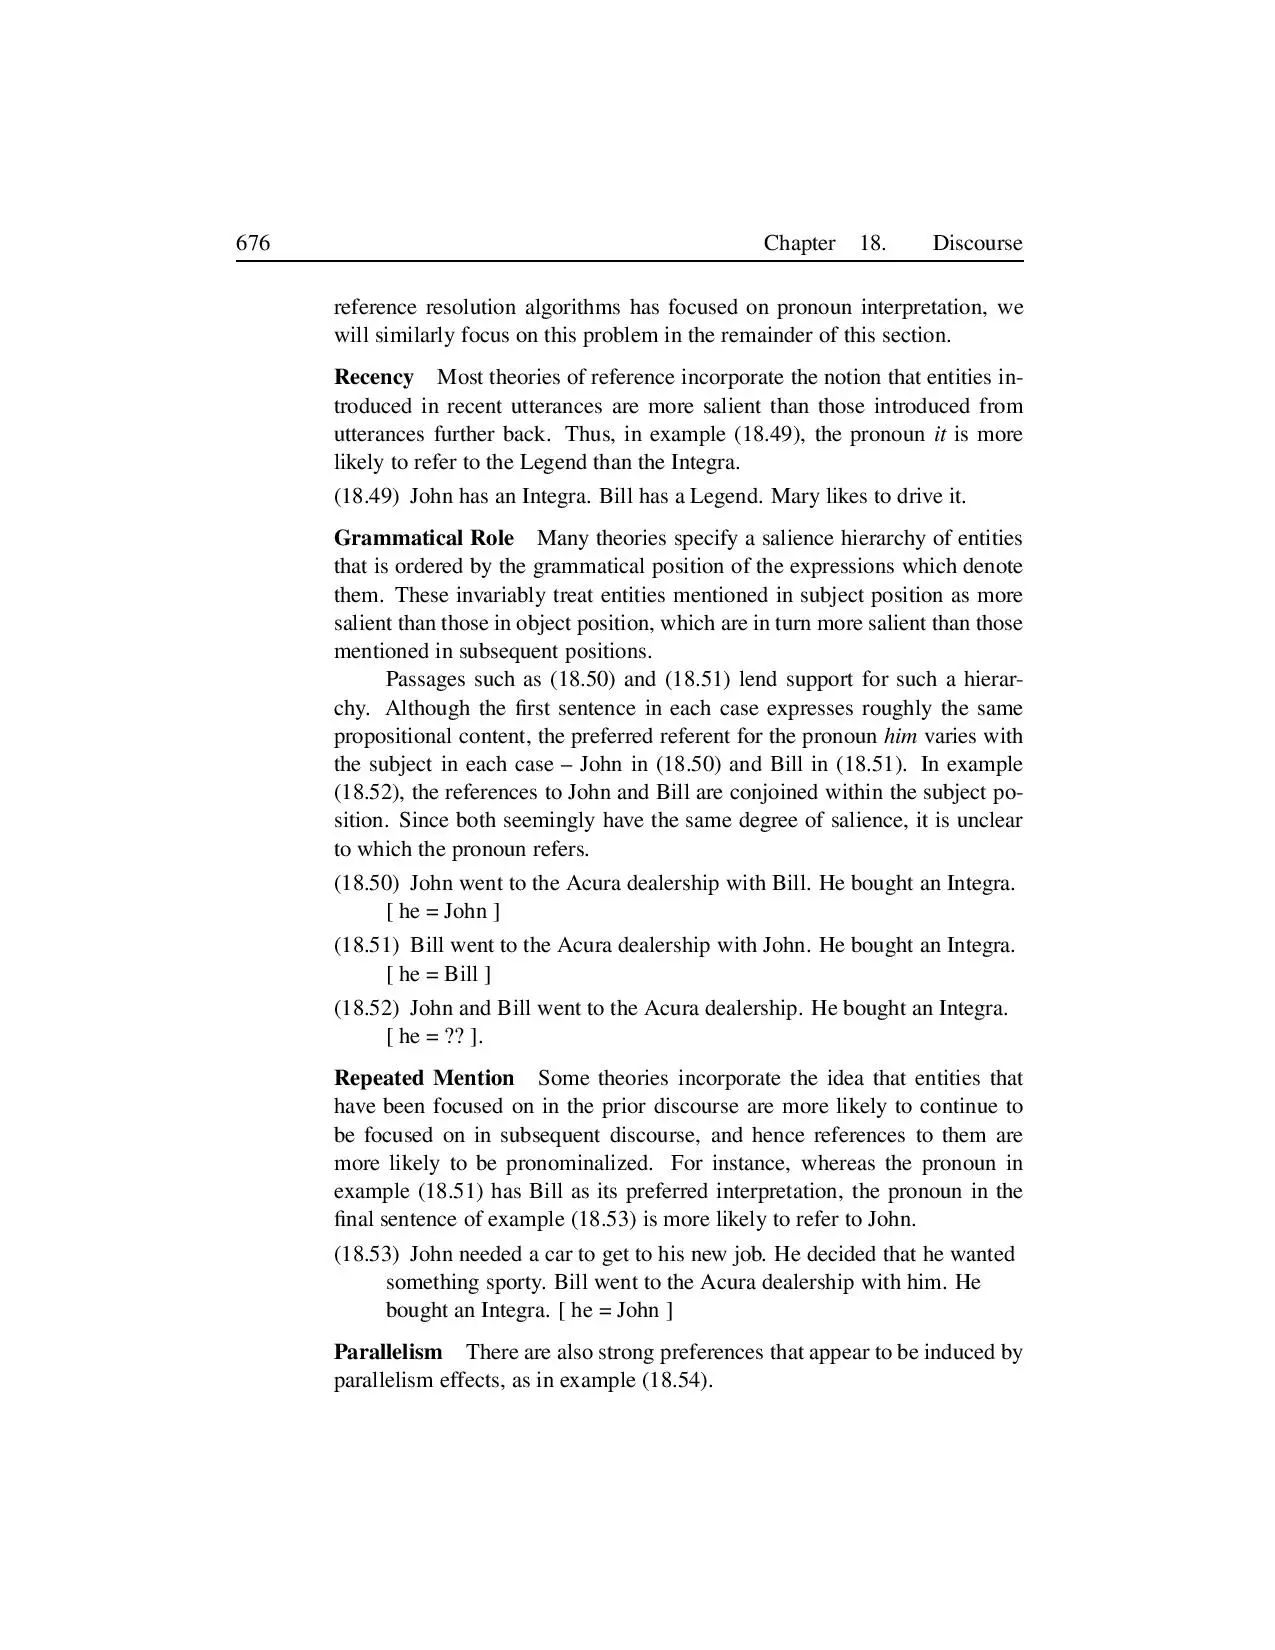 676 Chapter 18. Discourse
reference resolution algorithms has focused on pronoun interpretation, we
will similarly focus on this problem in the remainder of this section.
Recency Most theories of reference incorporate the notion that entities in-
troduced in recent utterances are more salient than those introduced from
utterances further back. Thus, in example (18.49), the pronoun it is more
likely to refer to the Legend than the Integra.
(18.49) John has an Integra. Bill has a Legend. Mary likes to drive it.
Grammatical Role Many theories specify a salience hierarchy of entities
that is ordered by the grammatical position of the expressions which denote
them. These invariably treat entities mentioned in subject position as more
salient than those in object position, which are in turn more salient than those
mentioned in subsequent positions.
Passages such as (18.50) and (18.51) lend support for such a hierar-
chy. Although the first sentence in each case expresses roughly the same
propositional content, the preferred referent for the pronoun him varies with
the subject in each case – John in (18.50) and Bill in (18.51). In example
(18.52), the references to John and Bill are conjoined within the subject po-
sition. Since both seemingly have the same degree of salience, it is unclear
to which the pronoun refers.
(18.50) John went to the Acura dealership with Bill. He bought an Integra.
[ he = John ]
(18.51) Bill went to the Acura dealership with John. He bought an Integra.
[ he = Bill ]
(18.52) John and Bill went to the Acura dealership. He bought an Integra.
[ he = ?? ].
Repeated Mention Some theories incorporate the idea that entities that
have been focused on in the prior discourse are more likely to continue to
be focused on in subsequent discourse, and hence references to them are
more likely to be pronominalized. For instance, whereas the pronoun in
example (18.51) has Bill as its preferred interpretation, the pronoun in the
final sentence of example (18.53) is more likely to refer to John.
(18.53) John needed a car to get to his new job. He decided that he wanted
something sporty. Bill went to the Acura dealership with him. He
bought an Integra. [ he = John ]
Parallelism There are also strong preferences that appear to be induced by
parallelism effects, as in example (18.54).